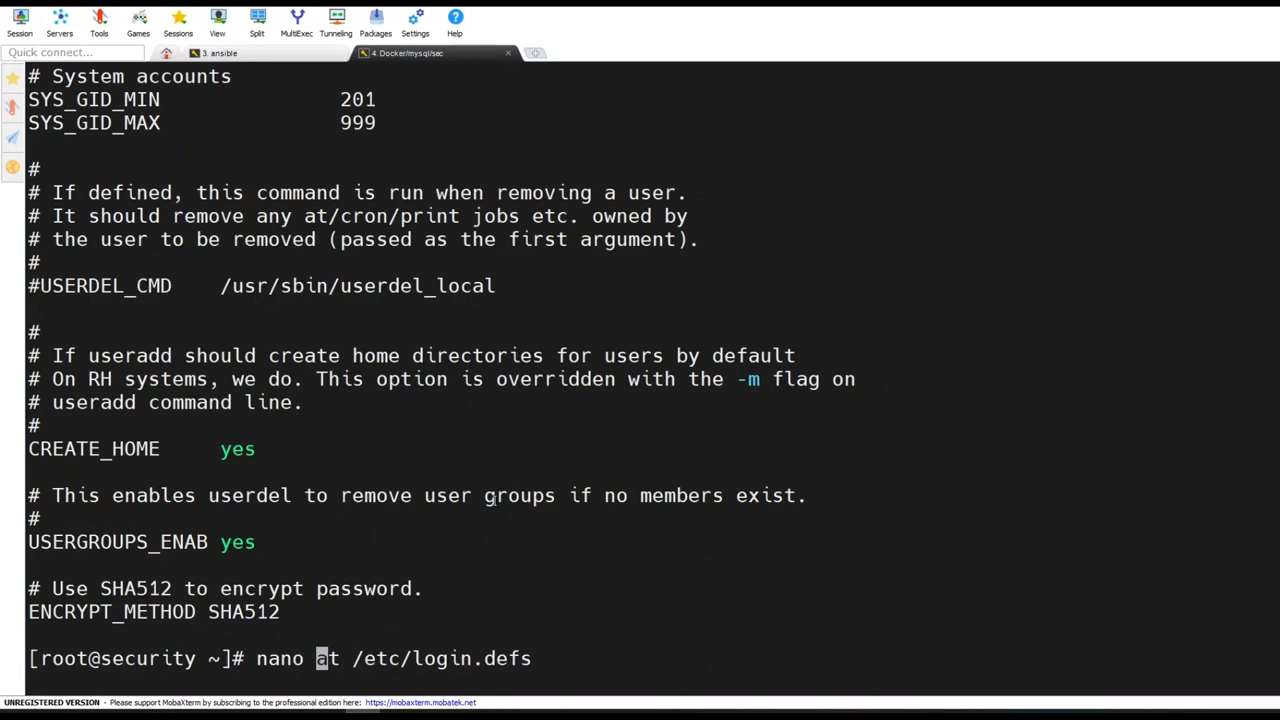 Session Servers Tools Games Sessions View Split MultiExec Tunneling Packages Settings Help
Quick connect... 3. ansible 4. Docker/mysql/sec
# System accounts
SYS_GID_MIN 201
SYS_GID_MAX 999
#
# If defined, this command is run when removing a user.
# It should remove any at/cron/print jobs etc. owned by
# the user to be removed (passed as the first argument).
#
#USERDEL_CMD /usr/sbin/userdel_local
#
# If useradd should create home directories for users by default
# On RH systems, we do. This option is overridden with the -m flag on
# useradd command line.
#
CREATE_HOME yes
# This enables userdel to remove user groups if no members exist.
#
USERGROUPS_ENAB yes
# Use SHA512 to encrypt password.
ENCRYPT_METHOD SHA512
[root@security ~]# nano at /etc/login.defs
UNREGISTERED VERSION - Please support MobaXterm by subscribing to the professional edition here: https://mobaxterm.mobatek.net